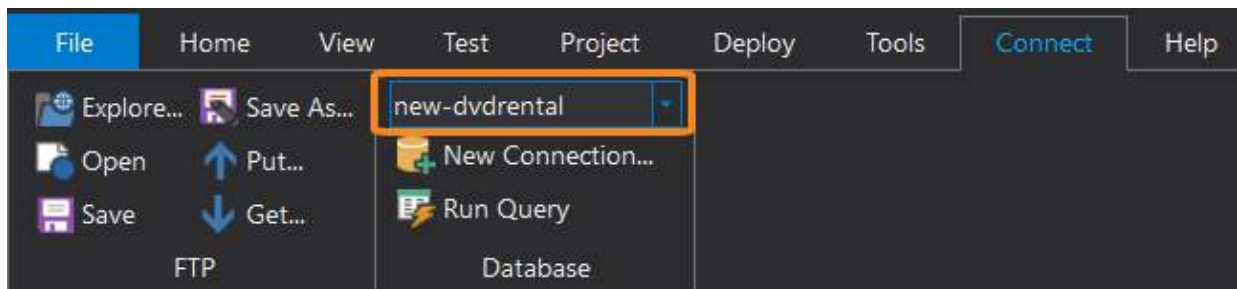 File Home View Test Project Deploy Tools Connect Help
Explore... Save As... new-dvdrental
Open Put... New Connection...
Save Get... Run Query
FTP Database